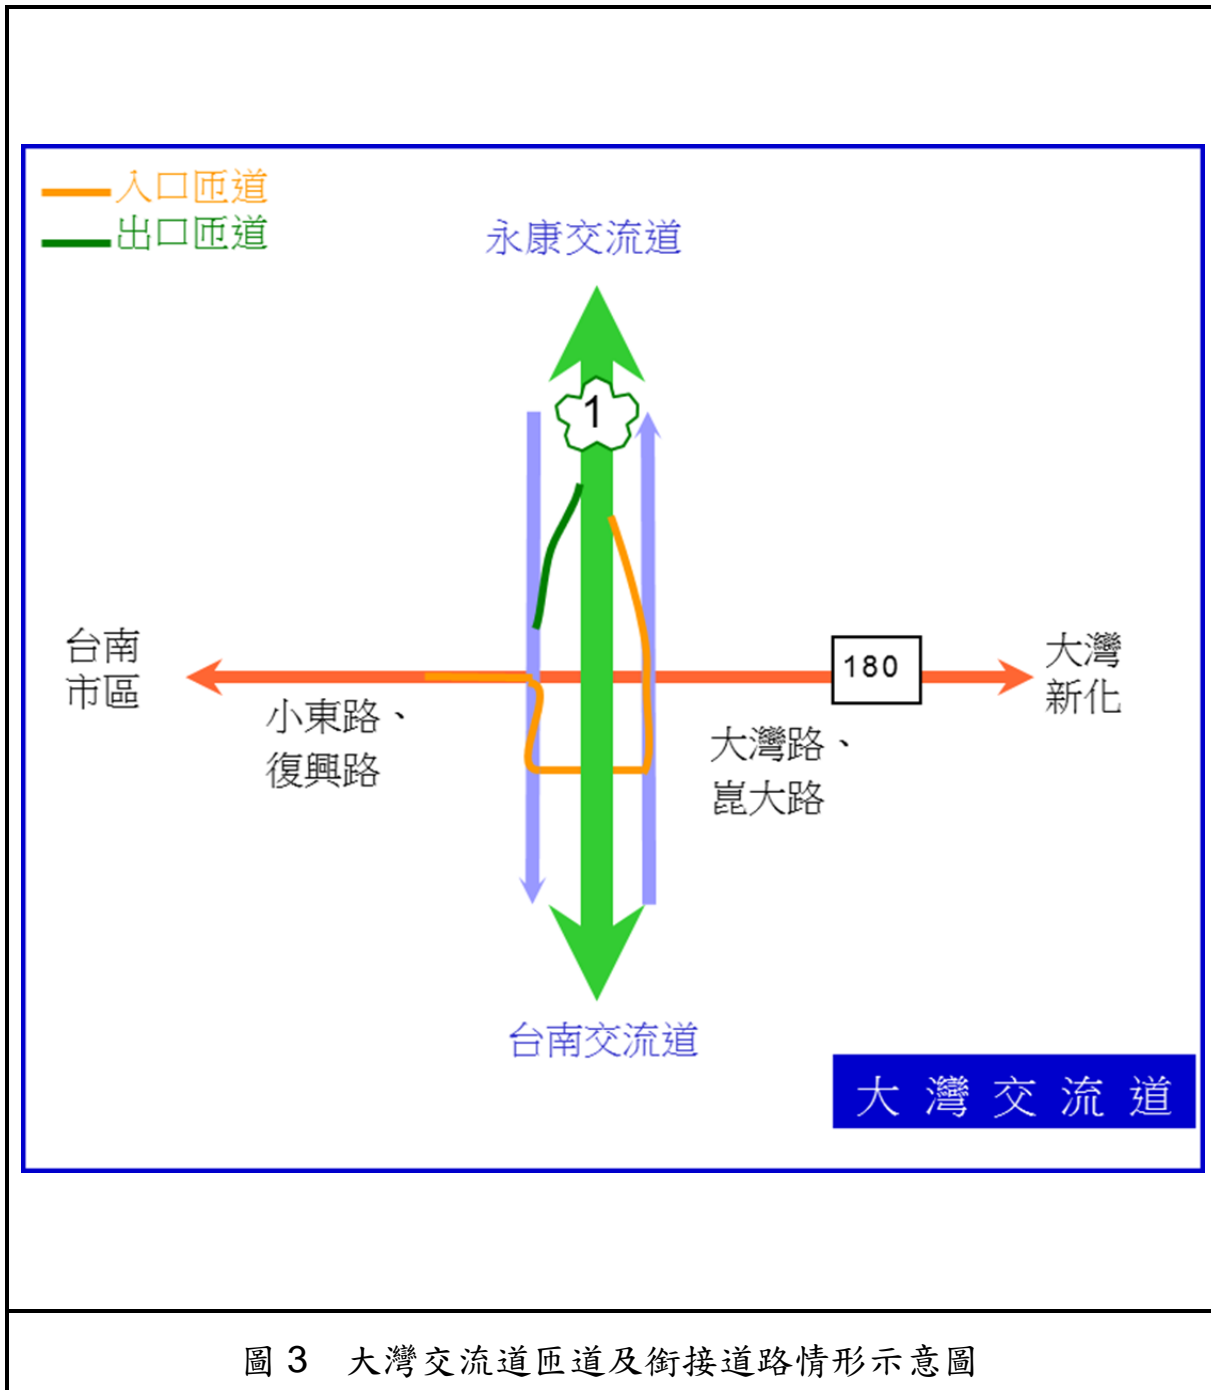 入口匝道
出口匝道
永康交流道
1
台南
市區
小東路、
復興路
180
大灣
新化
大灣路、
崑大路
台南交流道
大灣交流道
圖 3 大灣交流道匝道及銜接道路情形示意圖